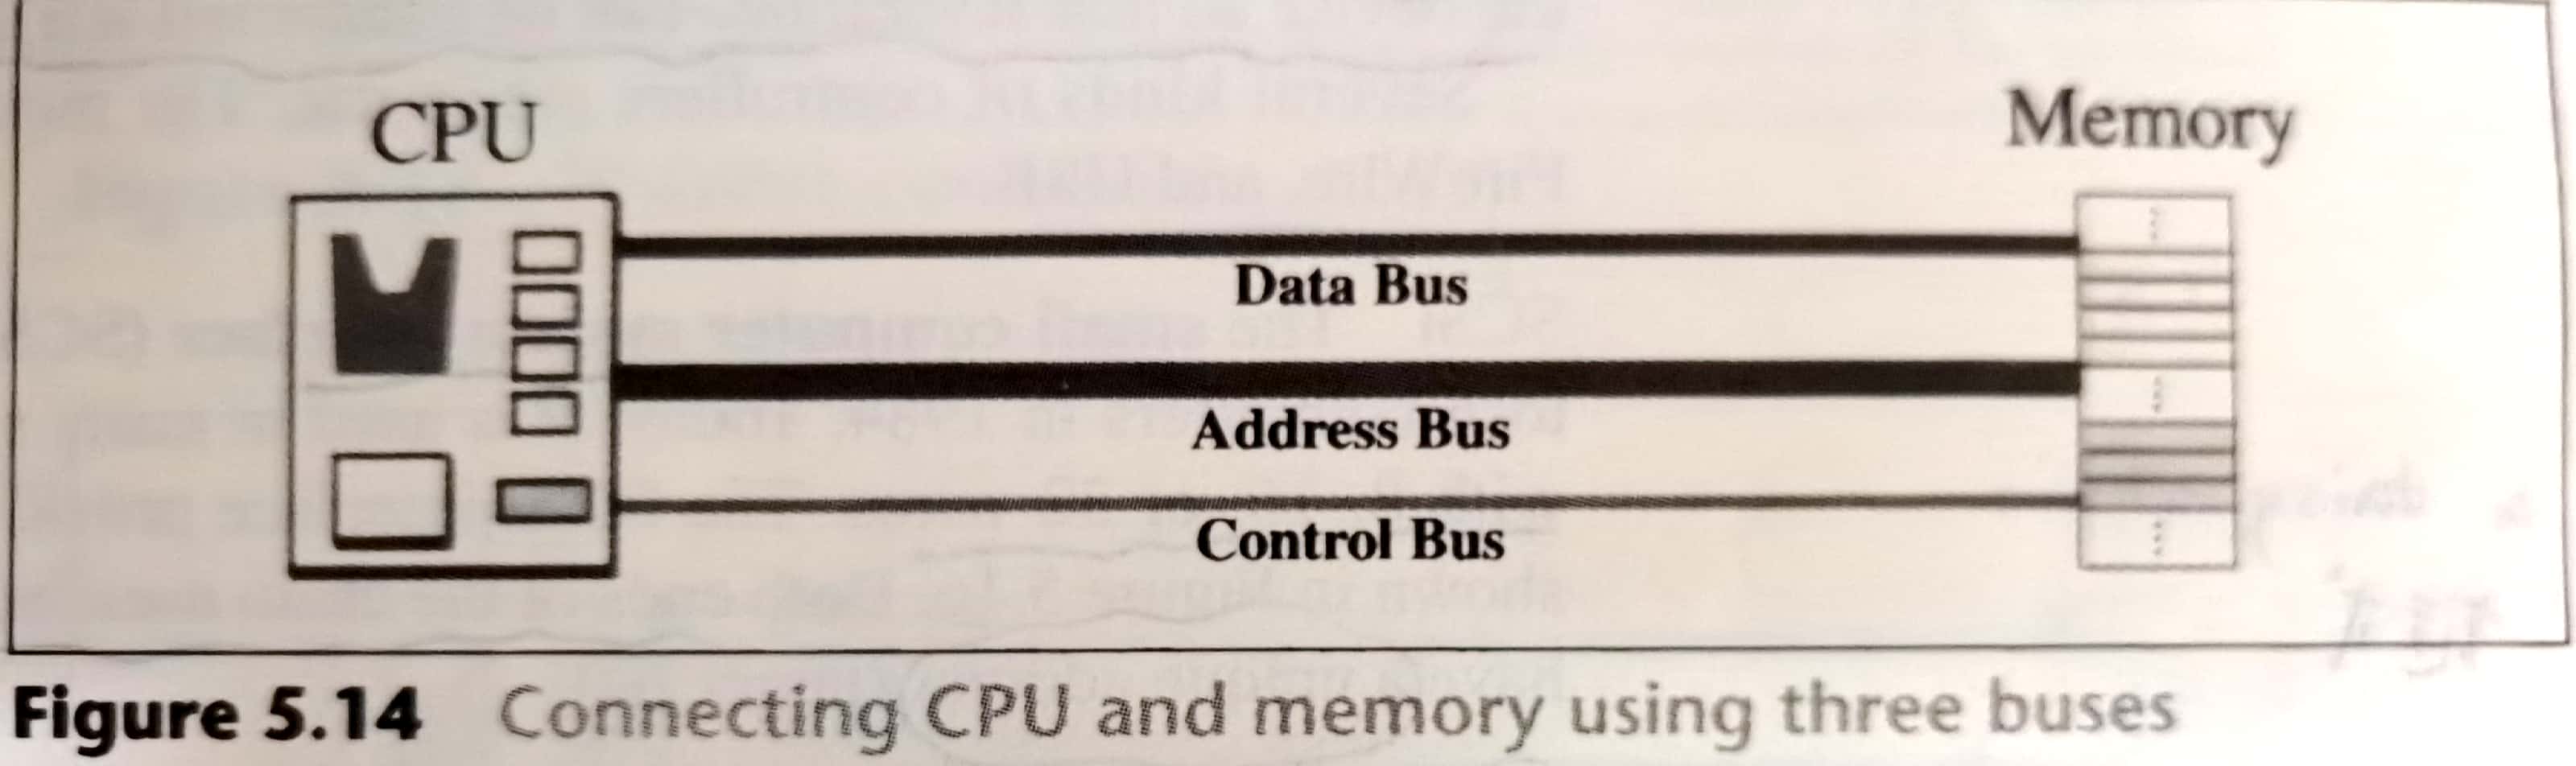 CPU
Memory
Data Bus
Address Bus
Control Bus
Figure 5.14 Connecting CPU and memory using three buses